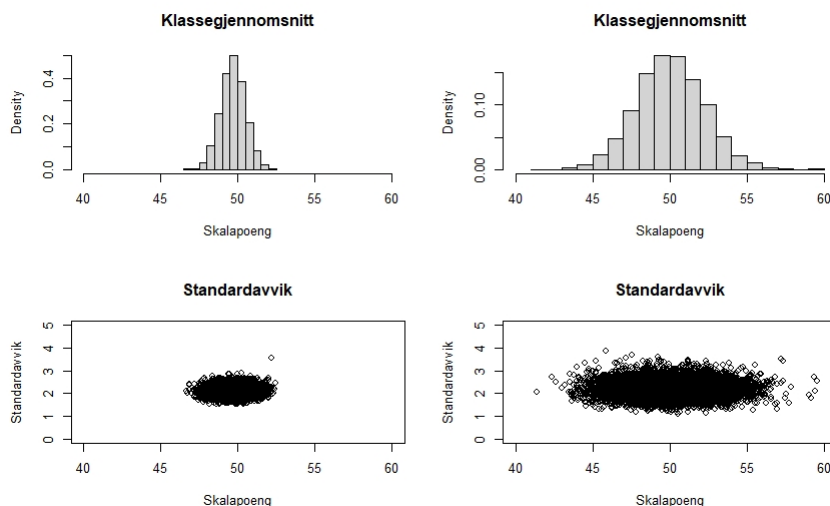 Klassegjennomsnitt
Density
0.0 0.2 0.4
40 45 50 55 60
Skalapoeng
Klassegjennomsnitt
Density
0.00 0.10
40 45 50 55 60
Skalapoeng
Standardavvik
Standardavvik
0 1 2 3 4 5
40 45 50 55 60
Skalapoeng
Standardavvik
Standardavvik
0 1 2 3 4 5
40 45 50 55 60
Skalapoeng